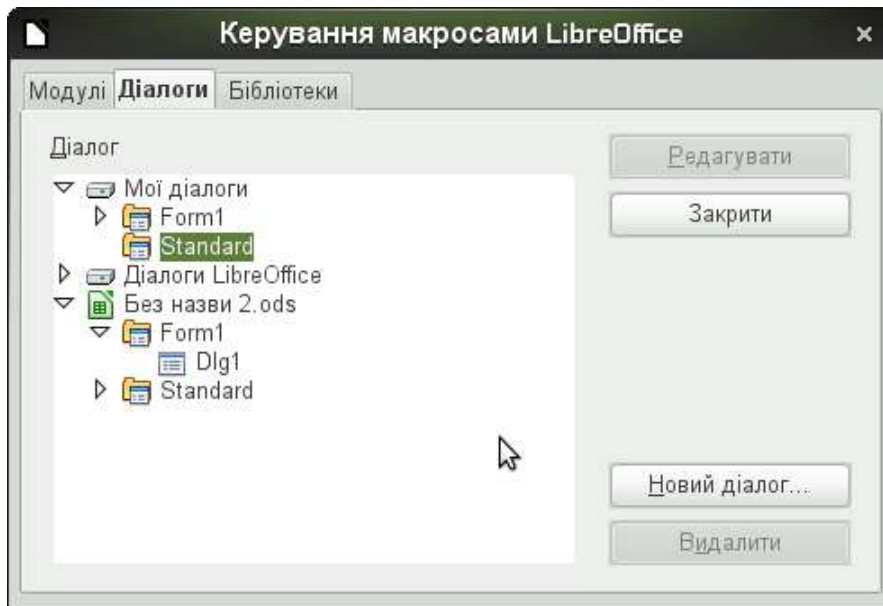 Керування макросами LibreOffice
Модулі Діалоги Бібліотеки
Діалог
Мої діалоги
Form1
Standard
Діалоги LibreOffice
Без назви 2.ods
Form1
Dlg1
Standard
Редагувати
Закрити
Новий діалог...
Видалити